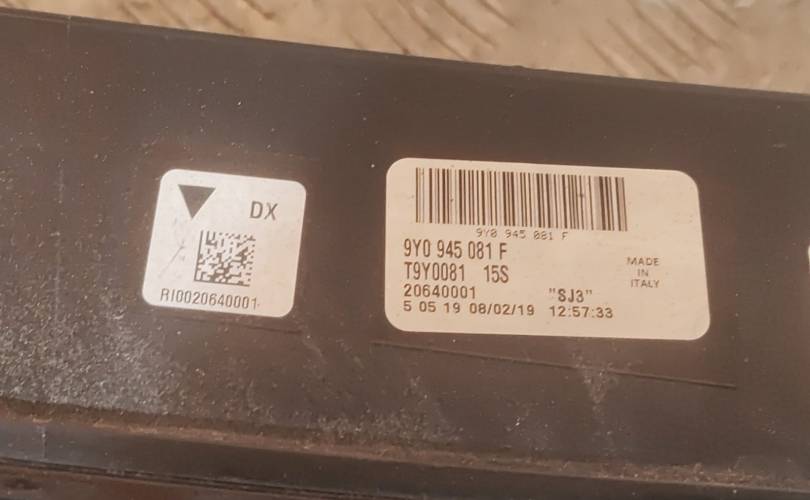 DX
RI0020640001
9Y0 945 081 F
9Y0 945 081 F
T9Y0081 15S
20640001 "SJ3"
5 05 19 08/02/19 12:57:33
MADE
IN
ITALY